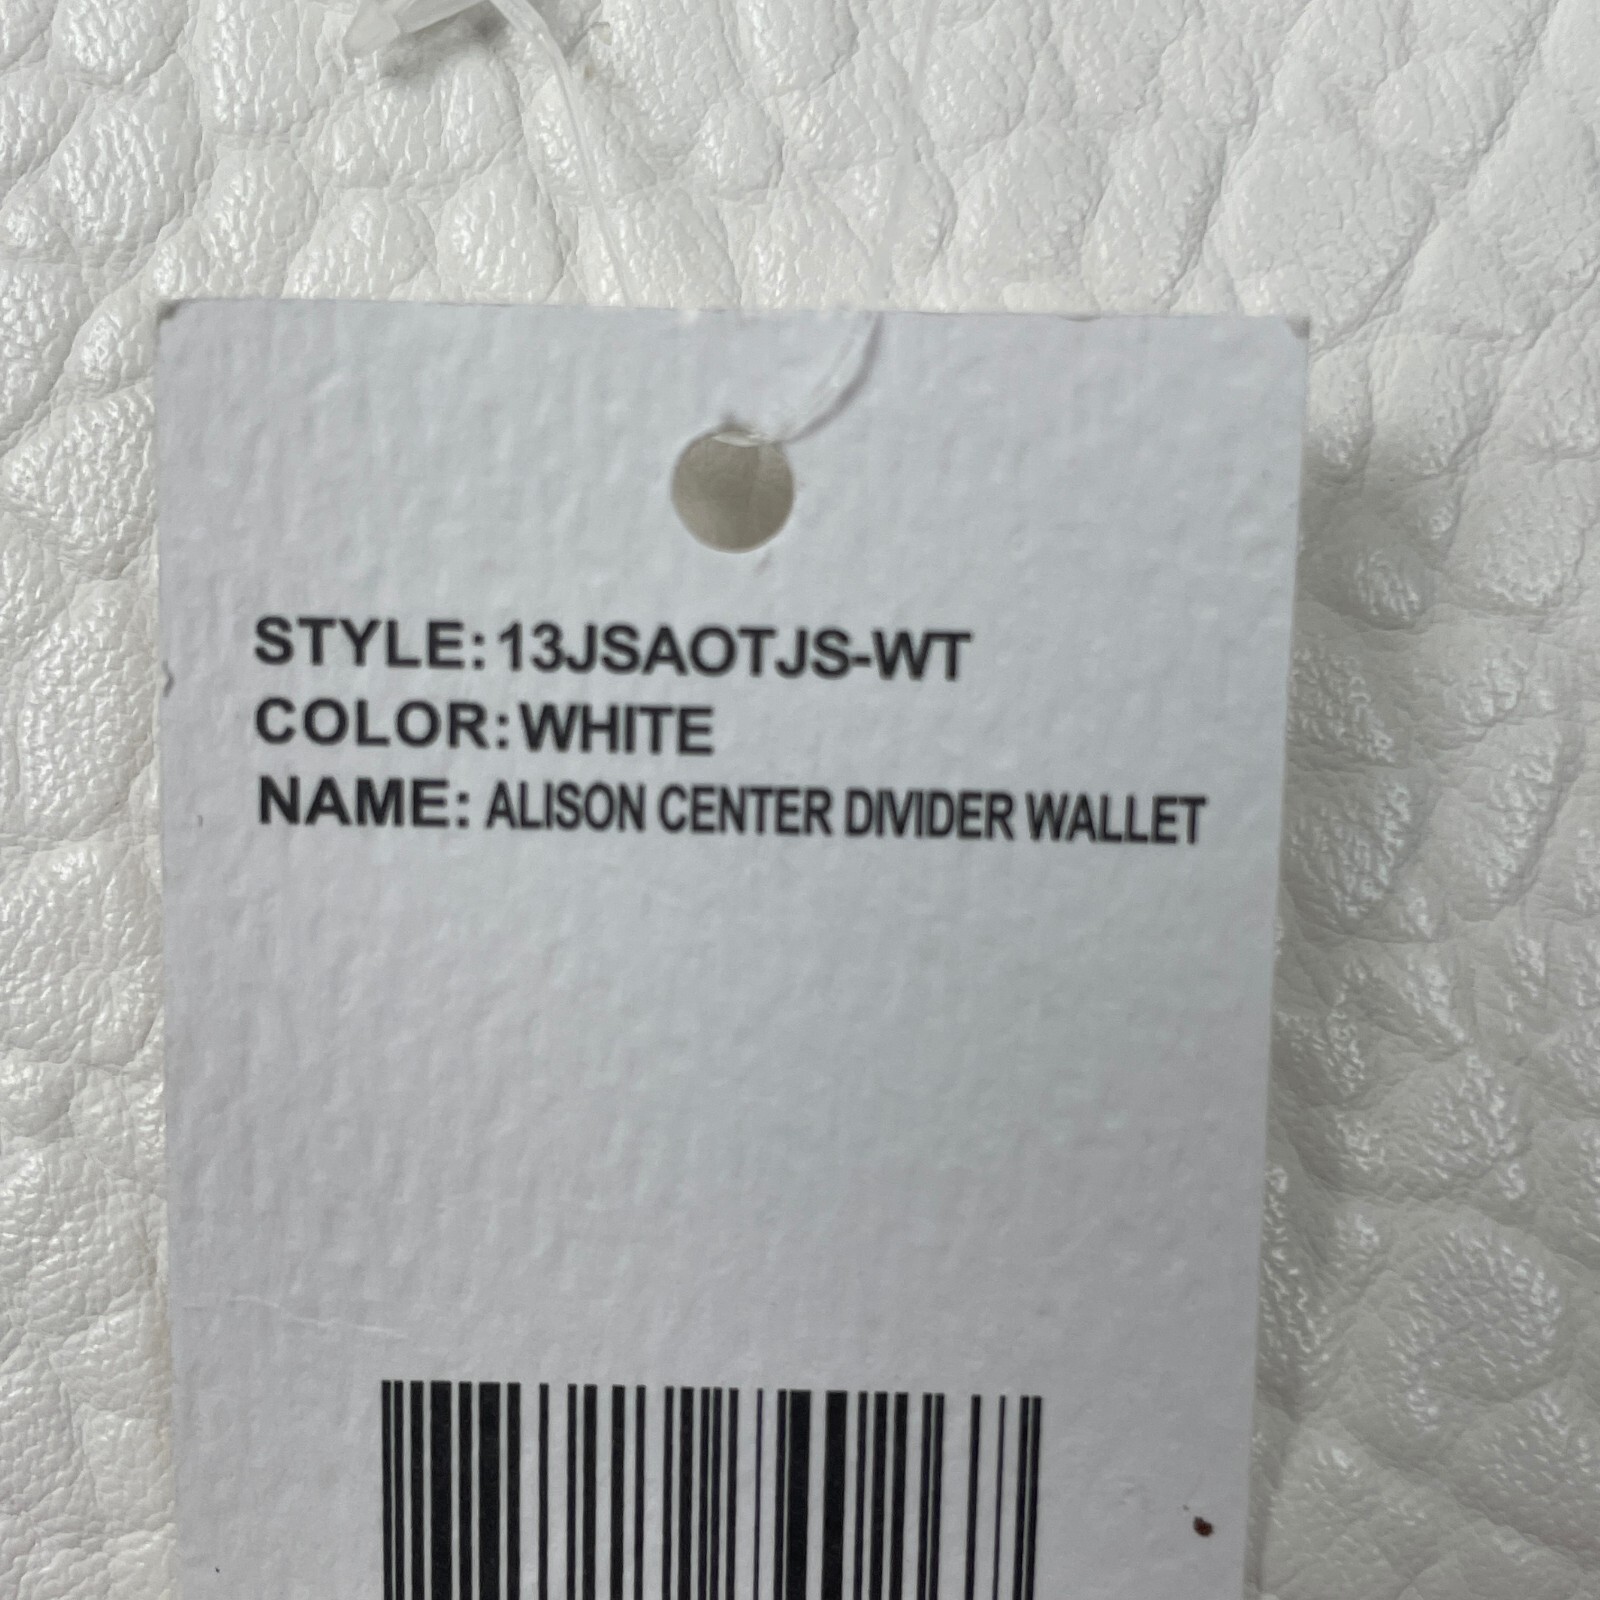 STYLE: 13JSAOTJS-WT
COLOR: WHITE
NAME: ALISON CENTER DIVIDER WALLET